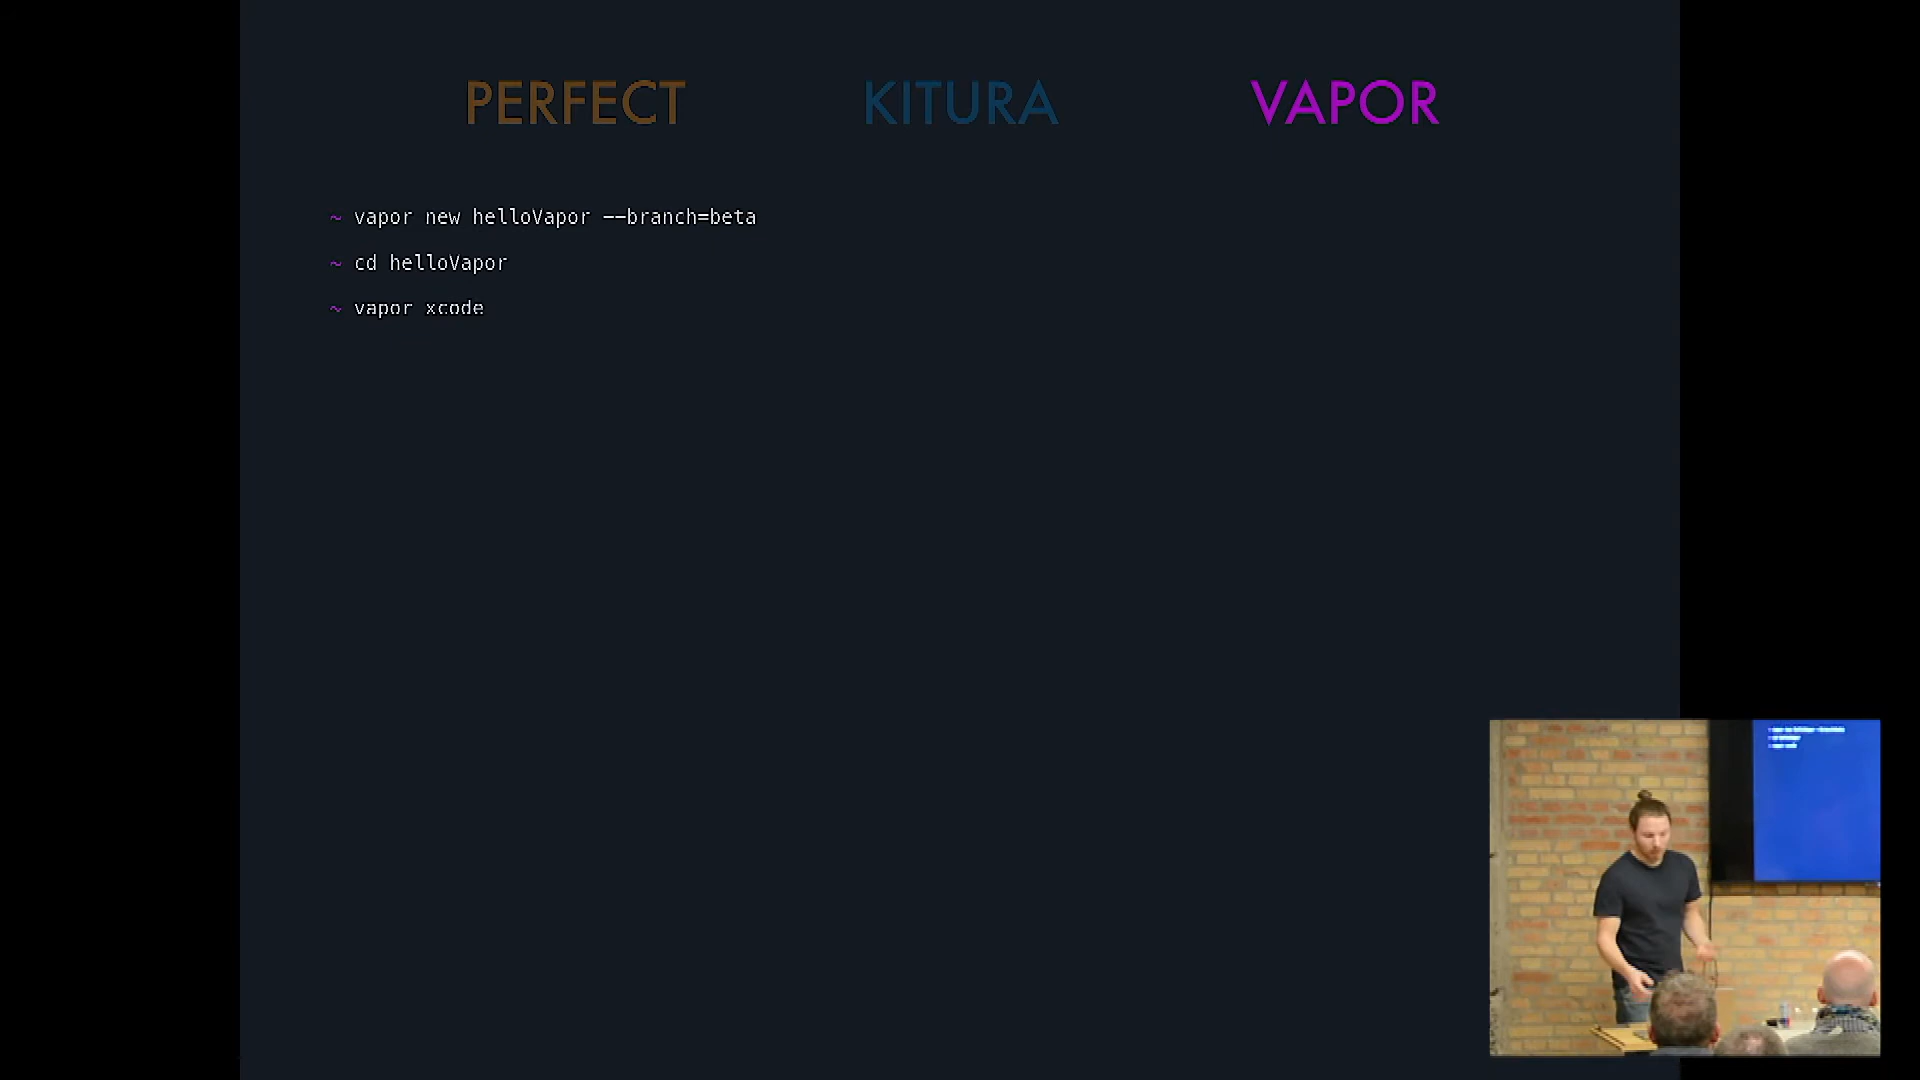 PERFECT KITURA VAPOR
~ vapor new helloVapor --branch=beta
~ cd helloVapor
~ vapor xcode